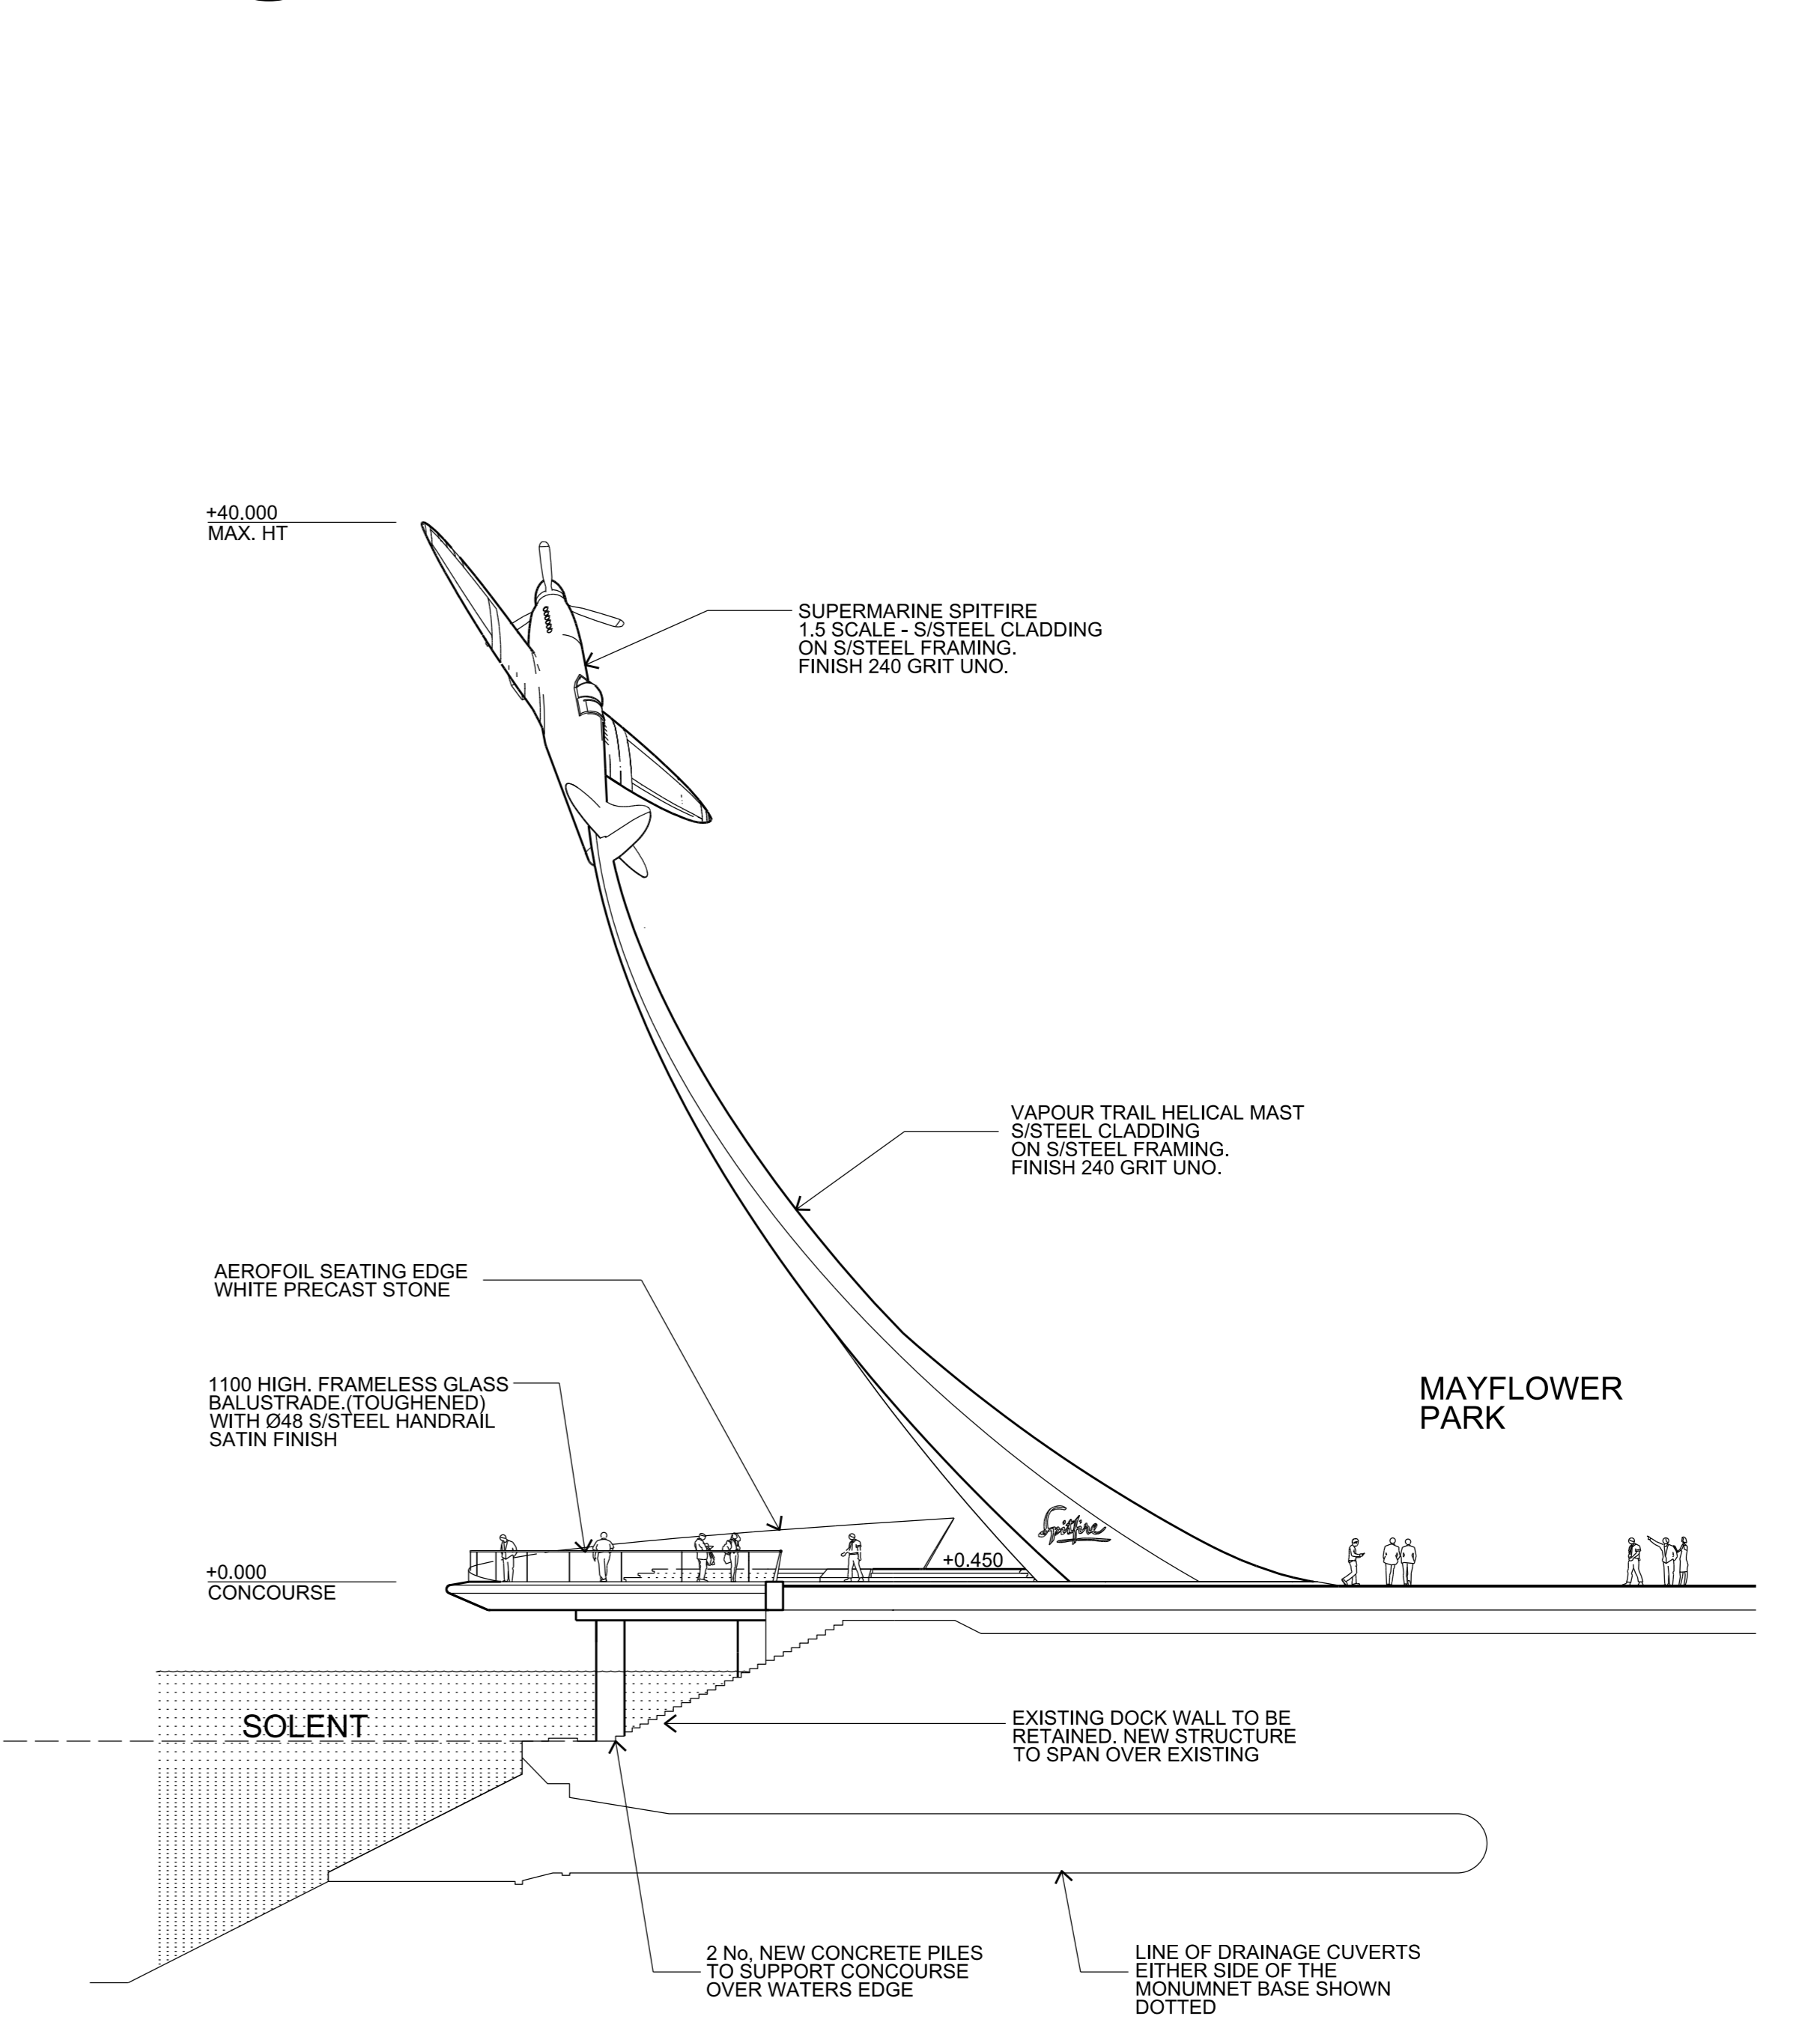 +40.000
MAX. HT
SUPERMARINE SPITFIRE
1.5 SCALE - S/STEEL CLADDING
ON S/STEEL FRAMING.
FINISH 240 GRIT UNO.
VAPOUR TRAIL HELICAL MAST
S/STEEL CLADDING
ON S/STEEL FRAMING.
FINISH 240 GRIT UNO.
AEROFOIL SEATING EDGE
WHITE PRECAST STONE
1100 HIGH. FRAMELESS GLASS
BALUSTRADE.(TOUGHENED)
WITH Ø48 S/STEEL HANDRAIL
SATIN FINISH
MAYFLOWER
PARK
Spitfire
+0.450
+0.000
CONCOURSE
SOLENT
EXISTING DOCK WALL TO BE
RETAINED. NEW STRUCTURE
TO SPAN OVER EXISTING
2 No, NEW CONCRETE PILES
TO SUPPORT CONCOURSE
OVER WATERS EDGE
LINE OF DRAINAGE CUVERTS
EITHER SIDE OF THE
MONUMNET BASE SHOWN
DOTTED